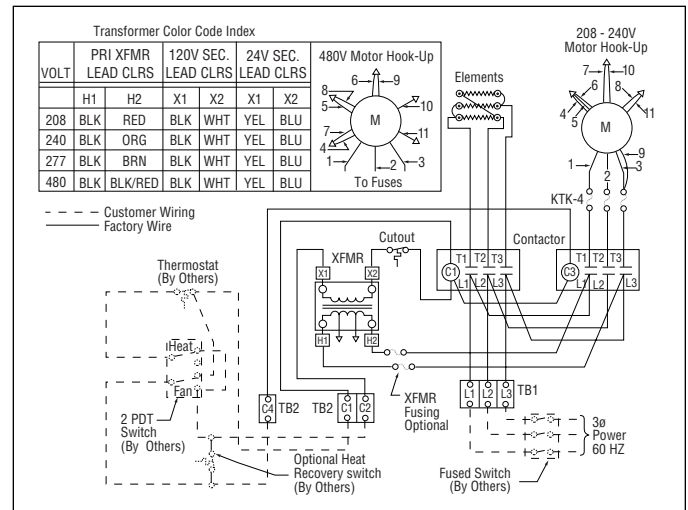 Transformer Color Code Index
VOLT
PRI XFMR
LEAD CLRS
120V SEC.
LEAD CLRS
24V SEC.
LEAD CLRS
H1 H2 X1 X2 X1 X2
208 BLK RED BLK WHT YEL BLU
240 BLK ORG BLK WHT YEL BLU
277 BLK BRN BLK WHT YEL BLU
480 BLK BLK/RED BLK WHT YEL BLU
480V Motor Hook-Up
6 9
8
5 10
M
7 11
4
1 2 3
To Fuses
Elements
208 - 240V
Motor Hook-Up
7 10
6 8
4 11
5
M
9
1 2 3
KTK-4
Customer Wiring
Factory Wire
Thermostat
(By Others)
Heat
Fan
2 PDT
Switch
(By Others)
XFMR
X1 X2
H1 H2
Cutout
Contactor
T1 T2 T3
C1
L1 L2 L3
T1 T2 T3
C3
L1 L2 L3
XFMR
Fusing
Optional
C4 TB2
TB2 C1 C2
L1 L2 L3 TB1
Optional Heat
Recovery switch
(By Others)
Fused Switch
(By Others)
3ø
Power
60 HZ